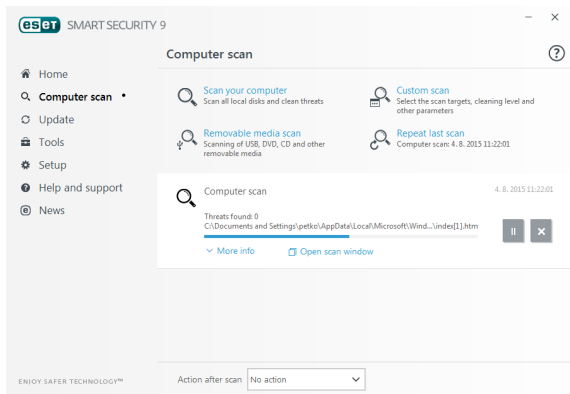 eset SMART SECURITY 9
Computer scan
?
Home
Computer scan
Update
Tools
Setup
Help and support
News
Scan your computer
Scan all local disks and clean threats
Custom scan
Select the scan targets, cleaning level and
other parameters
Removable media scan
Scanning of USB, DVD, CD and other
removable media
Repeat last scan
Computer scan: 4. 8. 2015 11:22:01
Computer scan
4. 8. 2015 11:22:01
Threats found: 0
C:\Documents and Settings\petko\AppData\Local\Microsoft\Wind...\index[1].htm
More info
Open scan window
Action after scan
No action
ENJOY SAFER TECHNOLOGY™